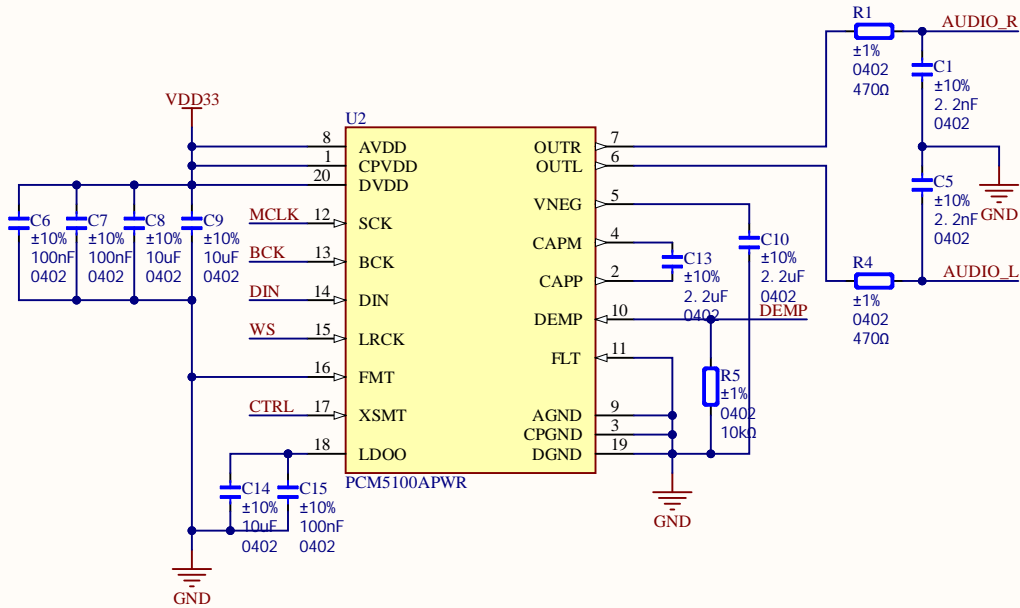 R1
AUDIO_R
±1%
0402
470Ω
C1
±10%
2.2nF
0402
VDD33
U2
8
AVDD
OUTR
7
1
CPVDD
OUTL
6
20
DVDD
VNEG
5
C5
±10%
2.2nF
0402
GND
C6
±10%
100nF
0402
C7
±10%
100nF
0402
C8
±10%
10uF
0402
C9
±10%
10uF
0402
MCLK
12
SCK
CAPM
4
C10
±10%
2.2uF
0402
BCK
13
BCK
CAPP
2
C13
±10%
2.2uF
0402
R4
AUDIO_L
±1%
0402
470Ω
DIN
14
DIN
DEMP
10
DEMP
WS
15
LRCK
FLT
11
16
FMT
R5
±1%
0402
10kΩ
CTRL
17
XSMT
AGND
9
CPGND
3
18
LDOO
DGND
19
PCM5100APWR
C14
±10%
10uF
0402
C15
±10%
100nF
0402
GND
GND